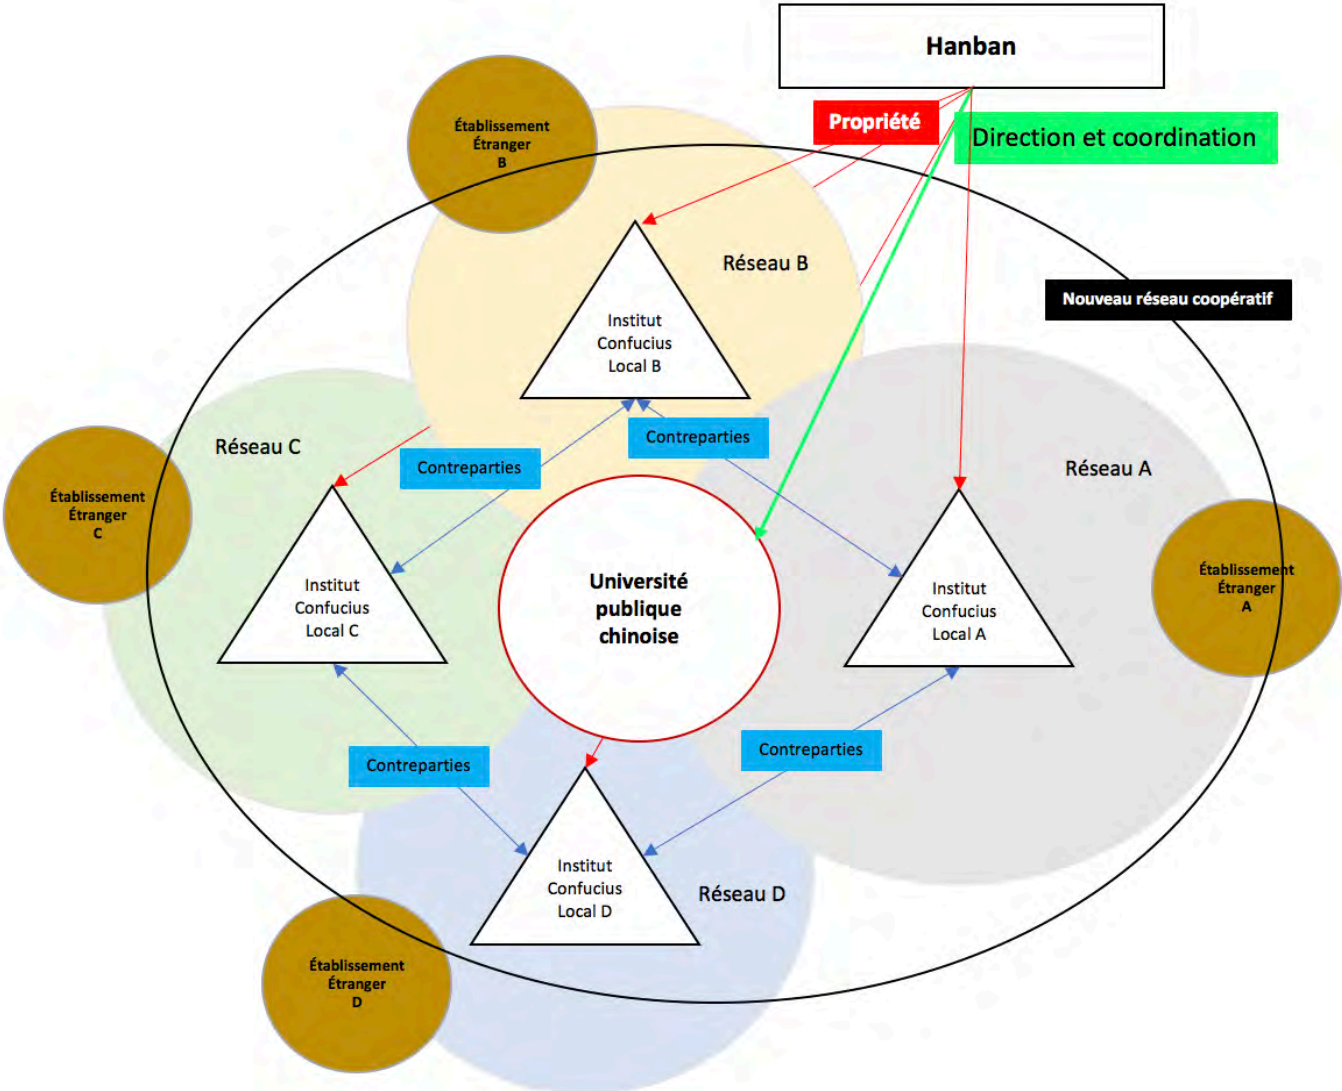 Hanban
Propriété
Direction et coordination
Établissement
Étranger
B
Réseau B
Nouveau réseau coopératif
Institut
Confucius
Local B
Contreparties
Contreparties
Réseau C
Réseau A
Établissement
Étranger
C
Institut
Confucius
Local C
Université
publique
chinoise
Institut
Confucius
Local A
Établissement
Étranger
A
Contreparties
Contreparties
Institut
Confucius
Local D
Réseau D
Établissement
Étranger
D